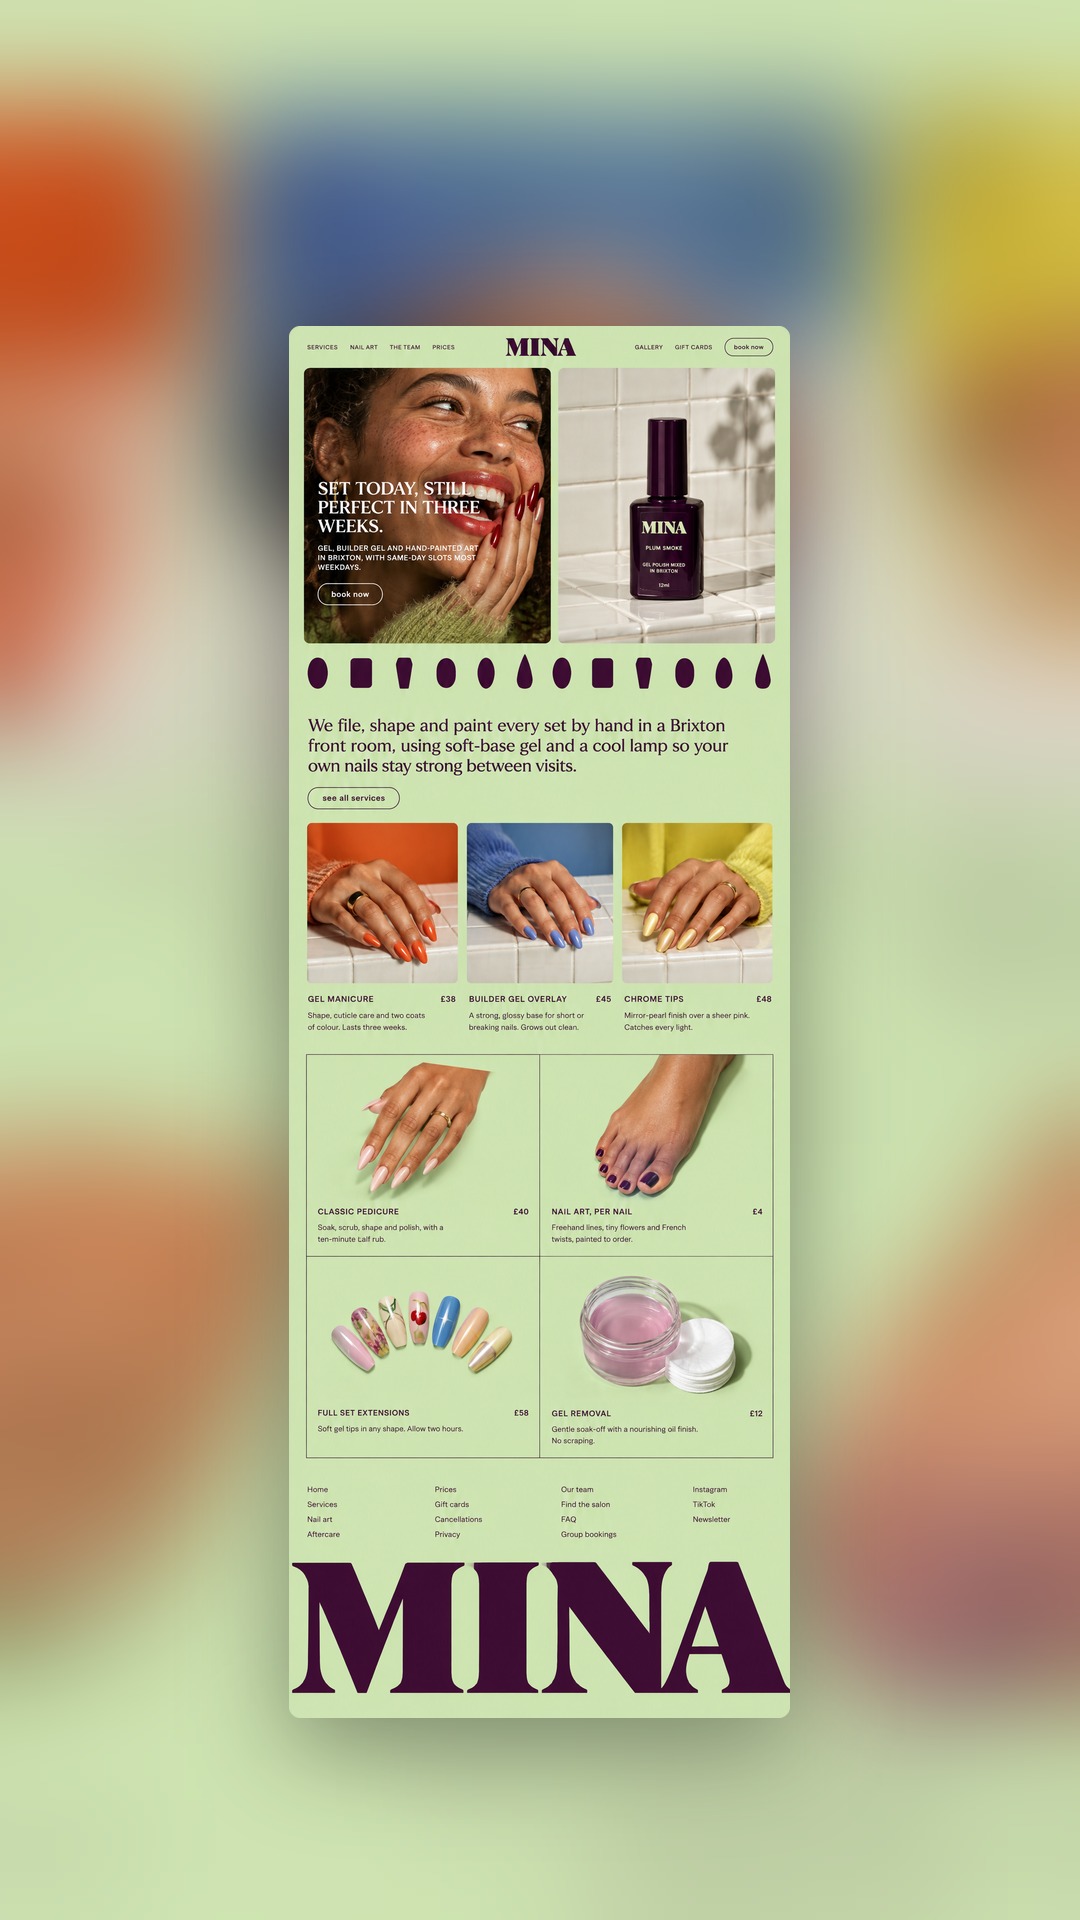 SERVICES NAIL ART THE TEAM PRICES MINA GALLERY GIFT CARDS book now
SET TODAY, STILL
PERFECT IN THREE
WEEKS.
GEL, BUILDER GEL AND HAND-PAINTED ART
IN BRIXTON, WITH SAME-DAY SLOTS MOST
WEEKDAYS.
book now
MINA
PLUM SMOKE
GEL POLISH MIXED
IN BRIXTON
12ml
We file, shape and paint every set by hand in a Brixton
front room, using soft-base gel and a cool lamp so your
own nails stay strong between visits.
see all services
GEL MANICURE £38
Shape, cuticle care and two coats
of colour. Lasts three weeks.
BUILDER GEL OVERLAY £45
A strong, glossy base for short or
breaking nails. Grows out clean.
CHROME TIPS £48
Mirror-pearl finish over a sheer pink.
Catches every light.
CLASSIC PEDICURE £40
Soak, scrub, shape and polish, with a
ten-minute rub.
NAIL ART, PER NAIL £4
Freehand lines, tiny flowers and French
twists, painted to order.
FULL SET EXTENSIONS £58
Soft gel tips in any shape. Allow two hours.
GEL REMOVAL £12
Gentle soak-off with a nourishing oil finish.
No scraping.
Home
Services
Nail art
Aftercare
Prices
Gift cards
Cancellations
Privacy
Our team
Find the salon
FAQ
Group bookings
Instagram
TikTok
Newsletter
MINA